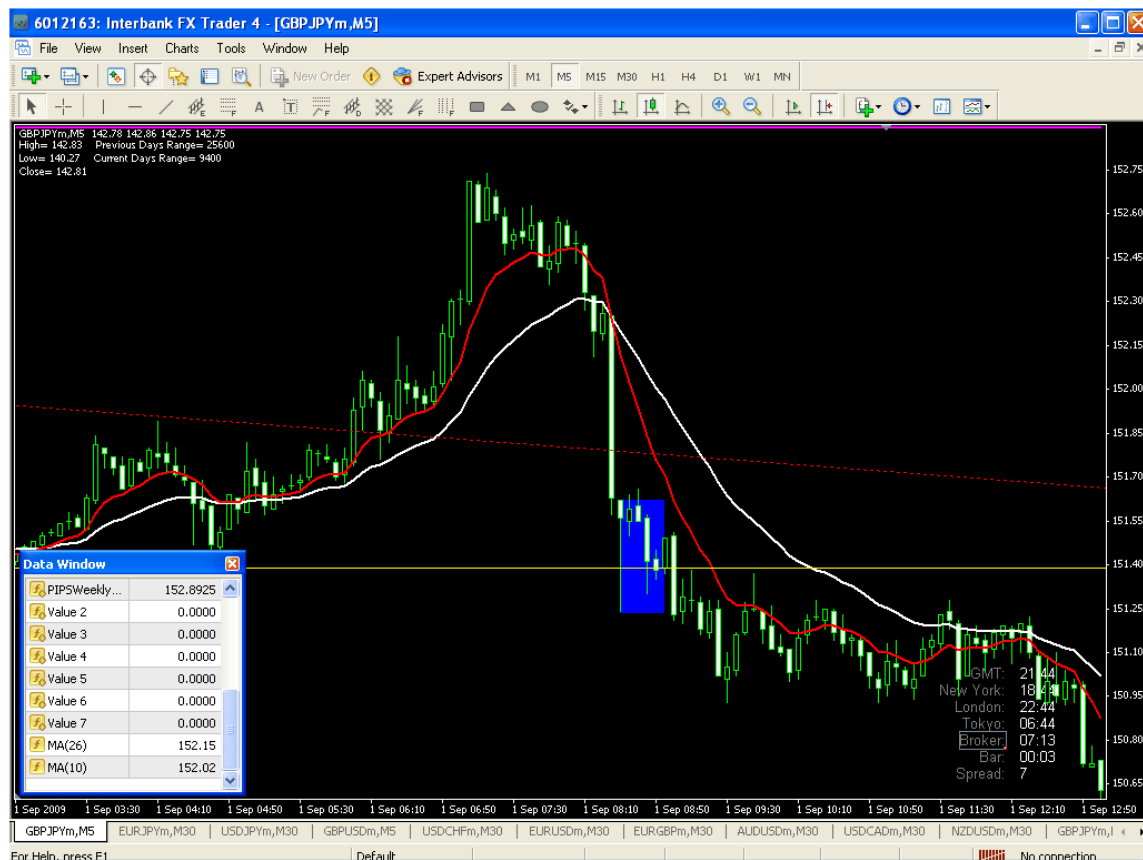 6012163: Interbank FX Trader 4 - [GBPJPYm,M5]
File View Insert Charts Tools Window Help
New Order Expert Advisors M1 M5 M15 M30 H1 H4 D1 W1 MN
GBPJPYm,M5 142.78 142.86 142.75 142.75
High= 142.83 Previous Days Range= 25600
Low= 140.27 Current Days Range= 9400
Close= 142.81
152.75
152.60
152.45
152.30
152.15
152.00
151.85
151.70
151.55
151.40
151.25
151.10
150.95
150.80
150.65
Data Window
PIPSWeekly... 152.8925
Value 2 0.0000
Value 3 0.0000
Value 4 0.0000
Value 5 0.0000
Value 6 0.0000
Value 7 0.0000
MA(26) 152.15
MA(10) 152.02
GMT: 21:44
New York: 18:44
London: 22:44
Tokyo: 06:44
Broker: 07:13
Bar: 00:03
Spread: 7
1 Sep 2009 1 Sep 03:30 1 Sep 04:10 1 Sep 04:50 1 Sep 05:30 1 Sep 06:10 1 Sep 06:50 1 Sep 07:30 1 Sep 08:10 1 Sep 08:50 1 Sep 09:30 1 Sep 10:10 1 Sep 10:50 1 Sep 11:30 1 Sep 12:10 1 Sep 12:50
GBPJPYm,M5 EURJPYm,M30 USDJPYm,M30 GBPUSDm,M5 USDCHFm,M30 EURUSDm,M30 EURGBPm,M30 AUDUSDm,M30 USDCADm,M30 NZDUSDm,M30 GBPJPYm,
For Help, press F1 Default No connection